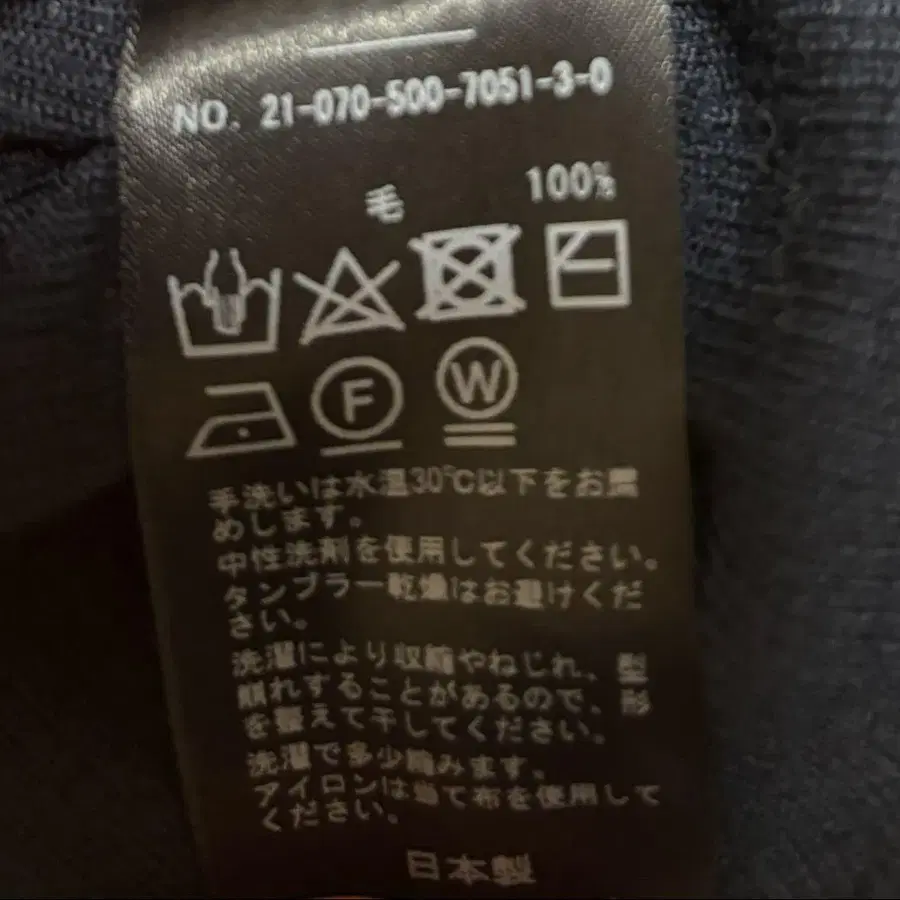 NO. 21-070-500-7051-3-0
毛 100%
F W
手洗いは水温30℃以下をお薦
めします。
中性洗剤を使用してください。
タンブラー乾燥はお避けくだ
さい。
洗濯により収縮やねじれ、型
崩れすることがあるので、形
を整えて干してください。
洗濯で多少縮みます。
アイロンは当て布を使用して
ください。
日本製